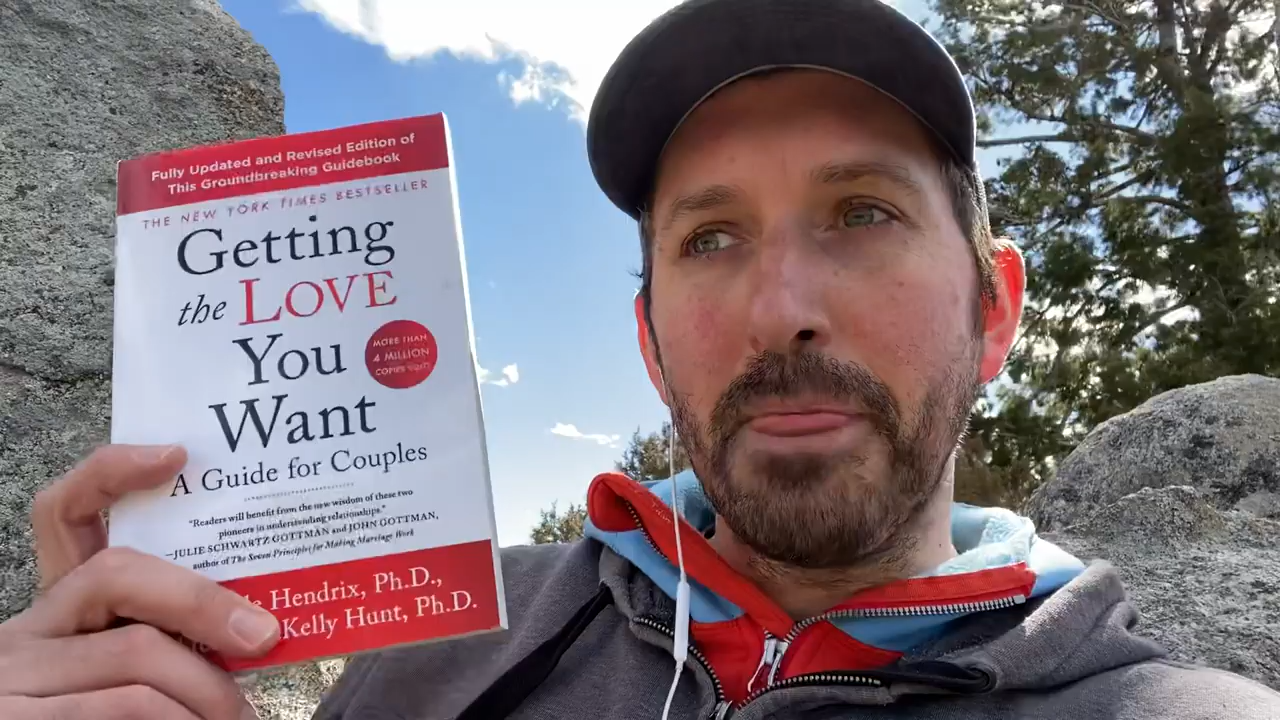 Fully Updated and Revised Edition of
This Groundbreaking Guidebook
THE NEW YORK TIMES BESTSELLER
Getting
the LOVE
You
Want
MORE THAN
4 MILLION
COPIES SOLD!
A Guide for Couples
"Readers will benefit from the new wisdom of these two
pioneers in understanding relationships."
—JULIE SCHWARTZ GOTTMAN and JOHN GOTTMAN,
author of The Seven Principles for Making Marriage Work
Hendrix, Ph.D.,
Kelly Hunt, Ph.D.